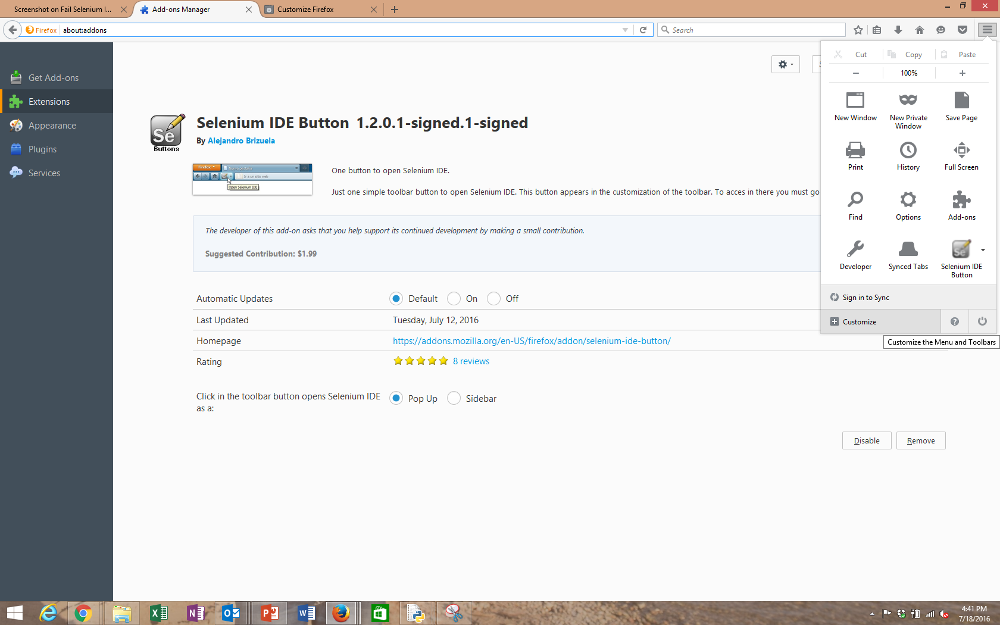 Screenshot on Fail Selenium I...
Add-ons Manager
Customize Firefox
Firefox
about:addons
Search
Get Add-ons
Extensions
Appearance
Plugins
Services
Se
Buttons
Selenium IDE Button 1.2.0.1-signed.1-signed
By Alejandro Brizuela
Firefox
Nueva pestaña
Ir a un sitio web
Open Selenium IDE
One button to open Selenium IDE.
Just one simple toolbar button to open Selenium IDE. This button appears in the customization of the toolbar. To acces in there you must go
The developer of this add-on asks that you help support its continued development by making a small contribution.
Suggested Contribution: $1.99
Automatic Updates
Default
On
Off
Last Updated
Tuesday, July 12, 2016
Homepage
https://addons.mozilla.org/en-US/firefox/addon/selenium-ide-button/
Rating
8 reviews
Click in the toolbar button opens Selenium IDE
as a:
Pop Up
Sidebar
Disable
Remove
Cut
Copy
Paste
100%
New Window
New Private
Window
Save Page
Print
History
Full Screen
Find
Options
Add-ons
Developer
Synced Tabs
Se
Selenium IDE
Button
Sign in to Sync
Customize
Customize the Menu and Toolbars
4:41 PM
7/18/2016